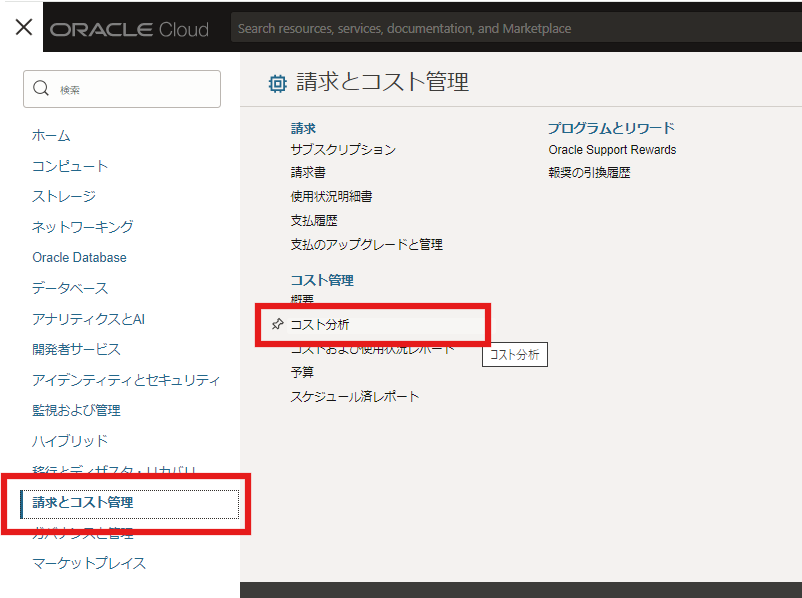 ORACLE Cloud
Search resources, services, documentation, and Marketplace
検索
ホーム
コンピュート
ストレージ
ネットワーキング
Oracle Database
データベース
アナリティクスとAI
開発者サービス
アイデンティティとセキュリティ
監視および管理
ハイブリッド
移行とディザスタ・リカバリ
請求とコスト管理
ガバナンスと管理
マーケットプレイス
請求とコスト管理
請求
サブスクリプション
請求書
使用状況明細書
支払履歴
支払のアップグレードと管理
コスト管理
概要
コスト分析
コストおよび使用状況レポート
予算
スケジュール済レポート
コスト分析
プログラムとリワード
Oracle Support Rewards
報奨の引換履歴